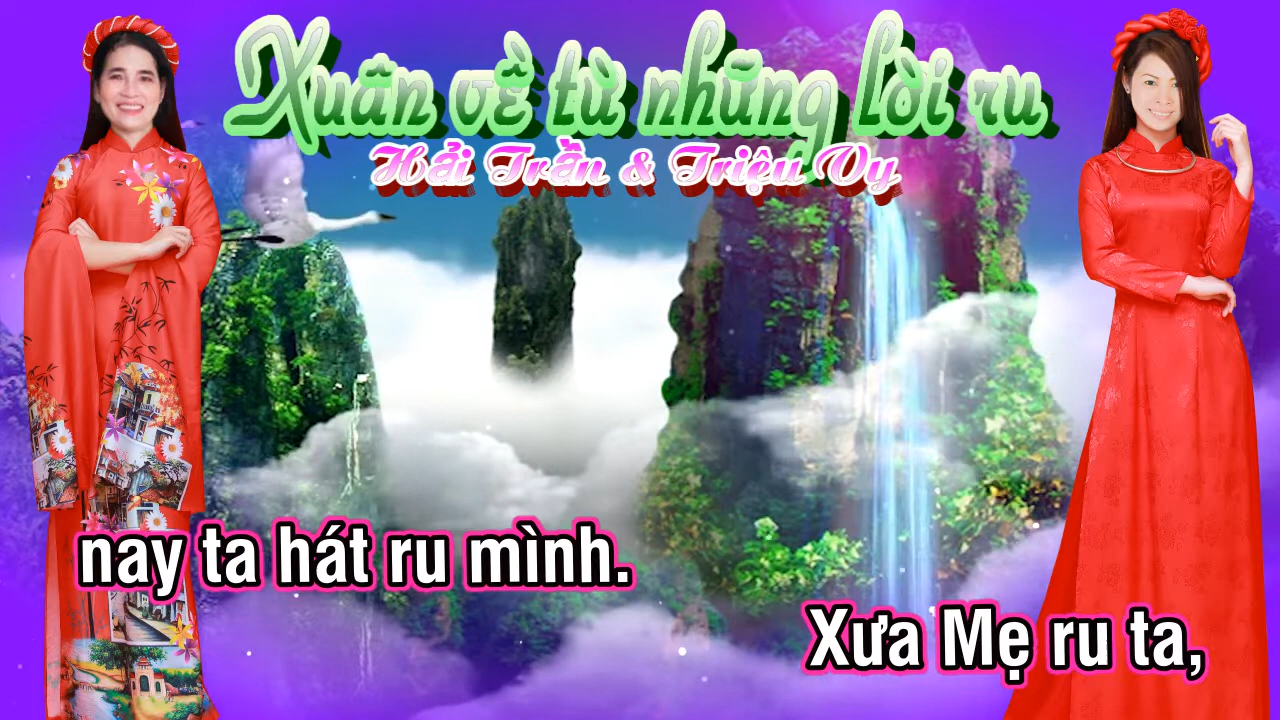 Xuân về từ những lời ru
Hải Trần & Triệu Vy
nay ta hát ru mình.
Xưa Mẹ ru ta,